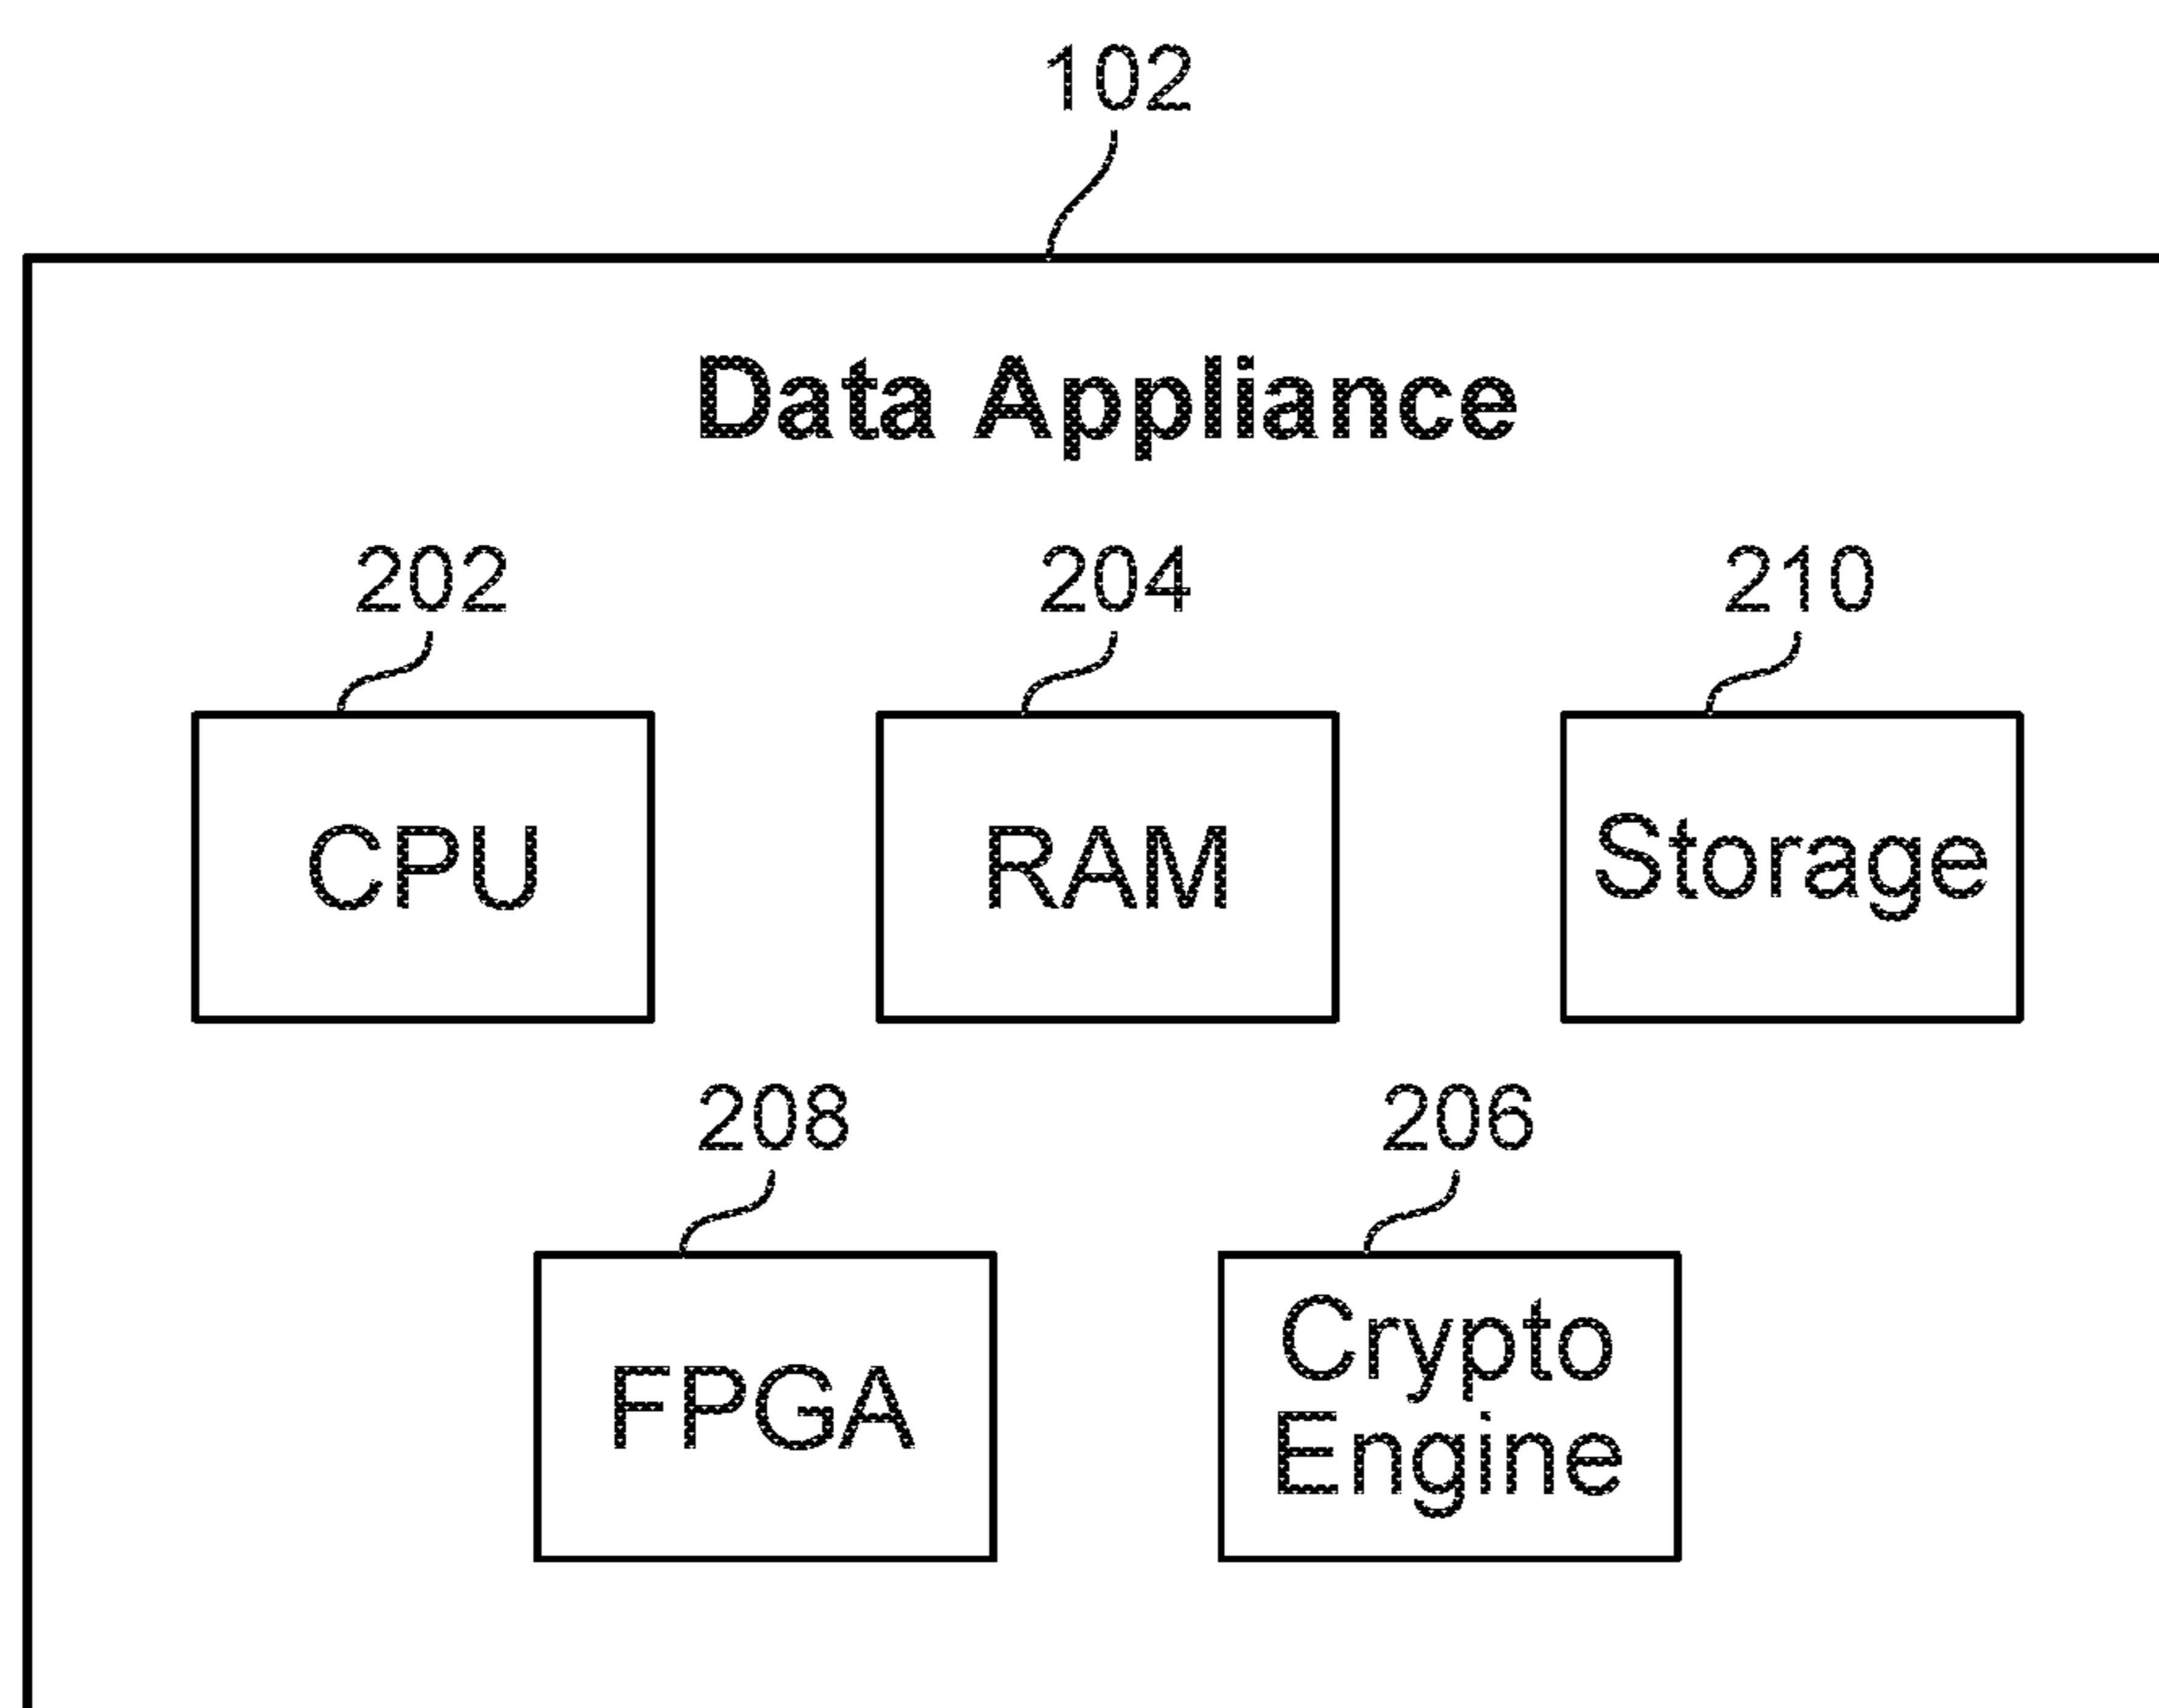 102
Data Appliance
202 204 210
CPU RAM Storage
208 206
FPGA Crypto
Engine